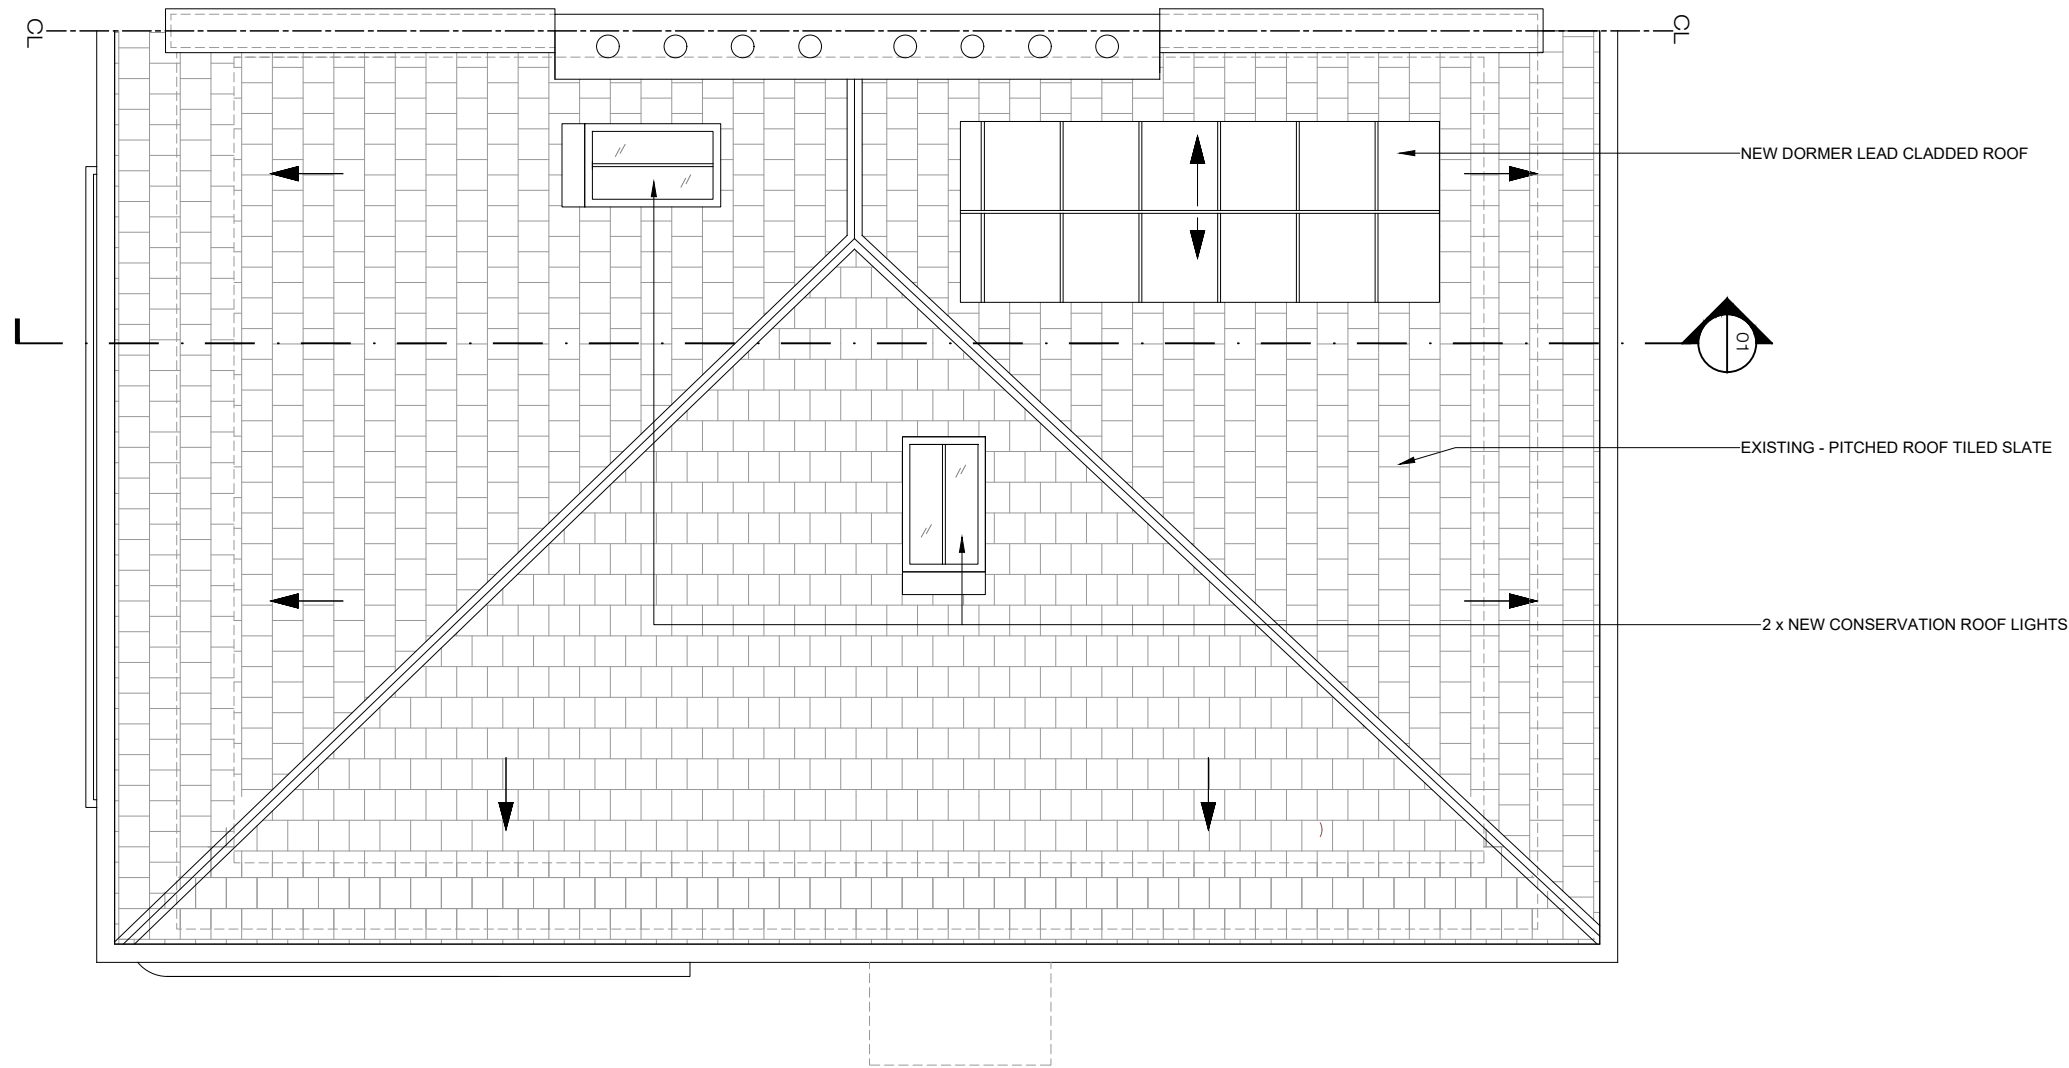 CL
CL
NEW DORMER LEAD CLADDED ROOF
01
EXISTING - PITCHED ROOF TILED SLATE
2 x NEW CONSERVATION ROOF LIGHTS